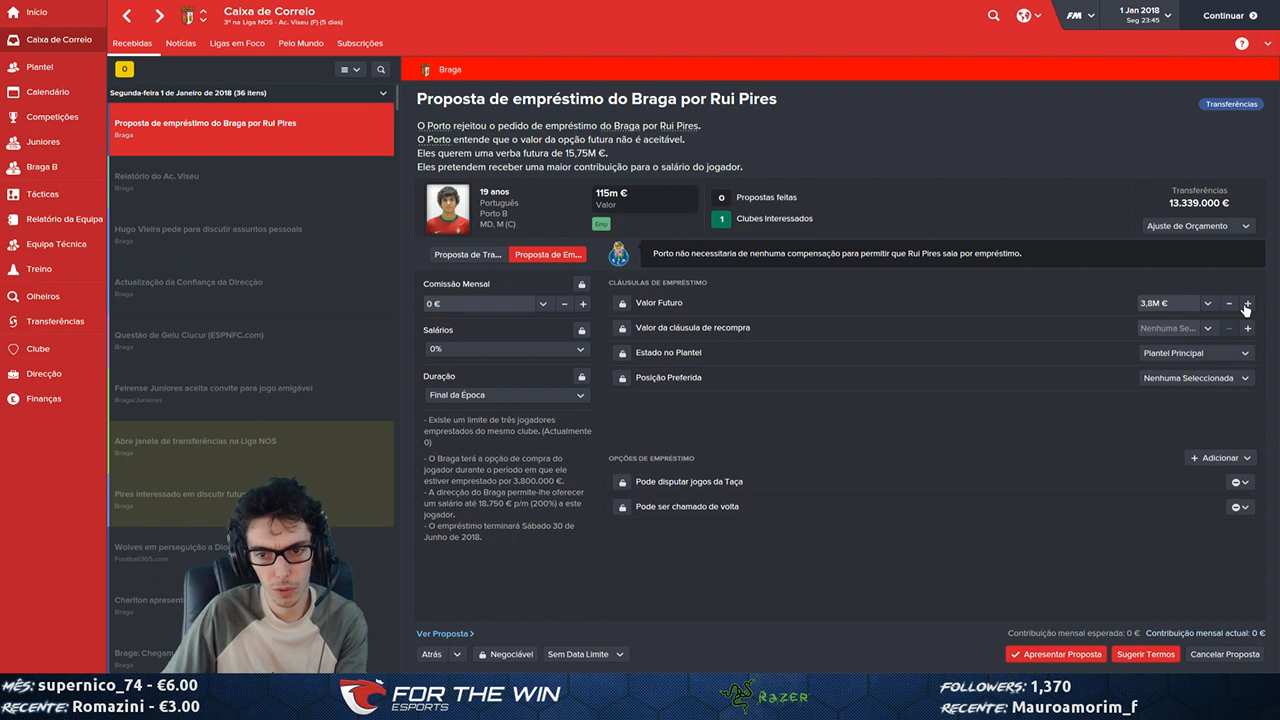 Início
Caixa de Correio
Plantel
Calendário
Competições
Juniores
Braga B
Tácticas
Relatório da Equipa
Equipa Técnica
Treino
Olheiros
Transferências
Clube
Direcção
Finanças
Caixa de Correio
3º na Liga NOS - Ac. Viseu (F) (5 dias)
FM
1 Jan 2018
Seg 23:45
Continuar
Recebidas
Notícias
Ligas em Foco
Pelo Mundo
Subscrições
?
0
Segunda-feira 1 de Janeiro de 2018 (36 itens)
Proposta de empréstimo do Braga por Rui Pires
Braga
Relatório do Ac. Viseu
Braga
Hugo Vieira pede para discutir assuntos pessoais
Braga
Actualização da Confiança da Direcção
Braga
Questão de Gelu Clucur (ESPNFC.com)
Braga
Feirense Juniores aceita convite para jogo amigável
Braga/Juniores
Abre janela de transferências na Liga NOS
Braga
Pires interessado em discutir
Braga
Wolves em perseguição a
Football365.com
Charlton
Braga
Braga:
Braga
Braga
Proposta de empréstimo do Braga por Rui Pires
Transferências
O Porto rejeitou o pedido de empréstimo do Braga por Rui Pires.
O Porto entende que o valor da opção futura não é aceitável.
Eles querem uma verba futura de 15,75M €.
Eles pretendem receber uma maior contribuição para o salário do jogador.
19 anos
Português
Porto B
MD, M (C)
115m €
Valor
Emp
0 Propostas feitas
1 Clubes Interessados
Transferências
13.339.000 €
Ajuste de Orçamento
Proposta de Tra...
Proposta de Em...
Porto não necessitaria de nenhuma compensação para permitir que Rui Pires saia por empréstimo.
Comissão Mensal
0 €
Salários
0%
Duração
Final da Época
- Existe um limite de três jogadores
emprestados do mesmo clube. (Actualmente
0)
- O Braga terá a opção de compra do
jogador durante o período em que ele
estiver emprestado por 3.800.000 €.
- A direcção do Braga permite-lhe oferecer
um salário até 18.750 € p/m (200%) a este
jogador.
- O empréstimo terminará Sábado 30 de
Junho de 2018.
CLÁUSULAS DE EMPRÉSTIMO
Valor Futuro
3,8M €
Valor da cláusula de recompra
Nenhuma Se...
Estado no Plantel
Plantel Principal
Posição Preferida
Nenhuma Seleccionada
OPÇÕES DE EMPRÉSTIMO
+ Adicionar
Pode disputar jogos da Taça
Pode ser chamado de volta
Ver Proposta >
Contribuição mensal esperada: 0 € Contribuição mensal actual: 0 €
Atrás
Negociável
Sem Data Limite
Apresentar Proposta
Sugerir Termos
Cancelar Proposta
MÊS: supernico_74 - €6.00
RECENTE: Romazini - €3.00
FOR THE WIN
ESPORTS
RAZER
FOLLOWERS: 1,370
RECENTE: Mauroamorim_f